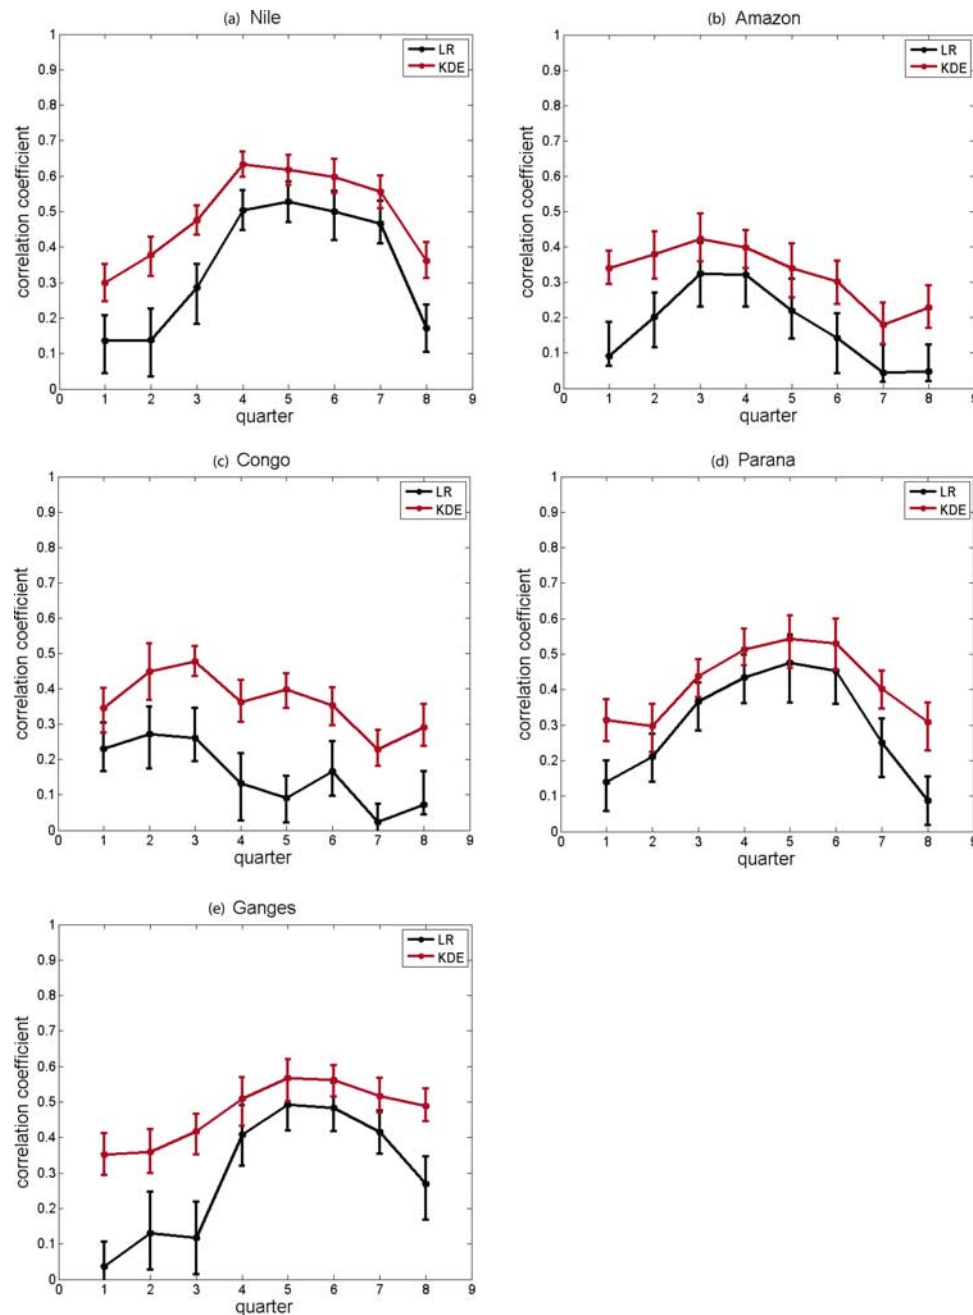 (a) Nile
1
0.9
0.8
0.7
0.6
0.5
0.4
0.3
0.2
0.1
0
correlation coefficient
LR
KDE
0 1 2 3 4 5 6 7 8 9
quarter
(b) Amazon
1
0.9
0.8
0.7
0.6
0.5
0.4
0.3
0.2
0.1
0
correlation coefficient
LR
KDE
0 1 2 3 4 5 6 7 8 9
quarter
(c) Congo
1
0.9
0.8
0.7
0.6
0.5
0.4
0.3
0.2
0.1
0
correlation coefficient
LR
KDE
0 1 2 3 4 5 6 7 8 9
quarter
(d) Parana
1
0.9
0.8
0.7
0.6
0.5
0.4
0.3
0.2
0.1
0
correlation coefficient
LR
KDE
0 1 2 3 4 5 6 7 8 9
quarter
(e) Ganges
1
0.9
0.8
0.7
0.6
0.5
0.4
0.3
0.2
0.1
0
correlation coefficient
LR
KDE
0 1 2 3 4 5 6 7 8 9
quarter